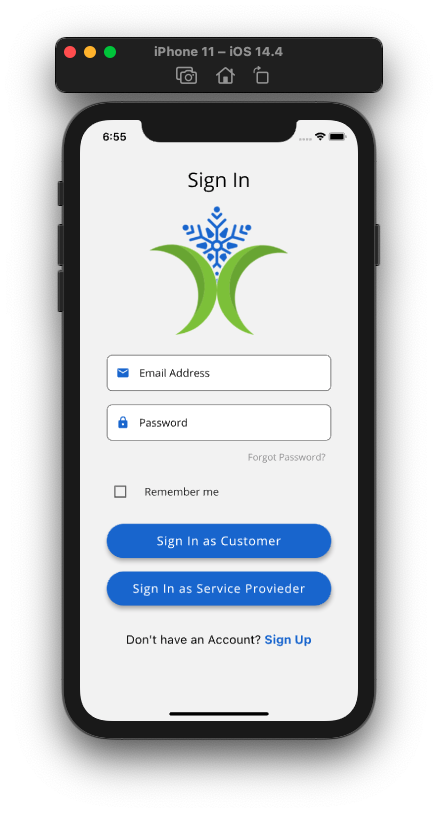 iPhone 11 – iOS 14.4
6:55
Sign In
Email Address
Password
Forgot Password?
Remember me
Sign In as Customer
Sign In as Service Provieder
Don't have an Account? Sign Up